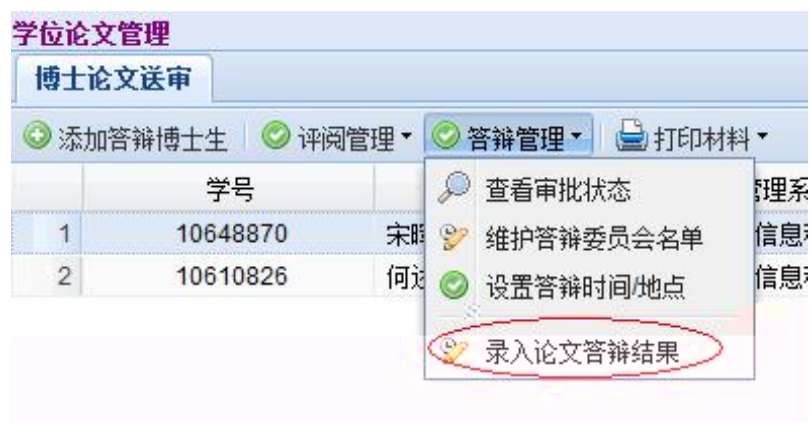 学位论文管理
博士论文送审
添加答辩博士生 评阅管理 答辩管理 打印材料
学号 管理系
1 10648870 宋 信息
2 10610826 何 信息
查看审批状态
维护答辩委员会名单
设置答辩时间/地点
录入论文答辩结果